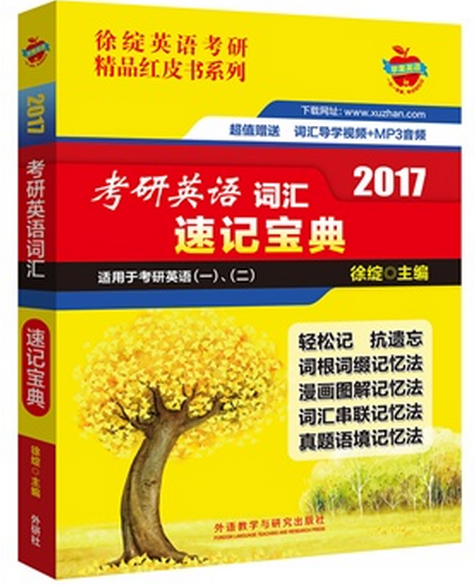 徐绽英语考研
精品红皮书系列
苹果英语
下载网址: www.xuzhan.com
超值赠送 词汇导学视频+MP3音频
考研英语 词汇
2017
速记宝典
适用于考研英语(一)、(二)
徐绽◎主编
轻松记 抗遗忘
词根词缀记忆法
漫画图解记忆法
词汇串联记忆法
真题语境记忆法
外语教学与研究出版社
FOREIGN LANGUAGE TEACHING AND RESEARCH PRESS
2017
考研英语词汇
速记宝典
徐绽◎主编
外研社